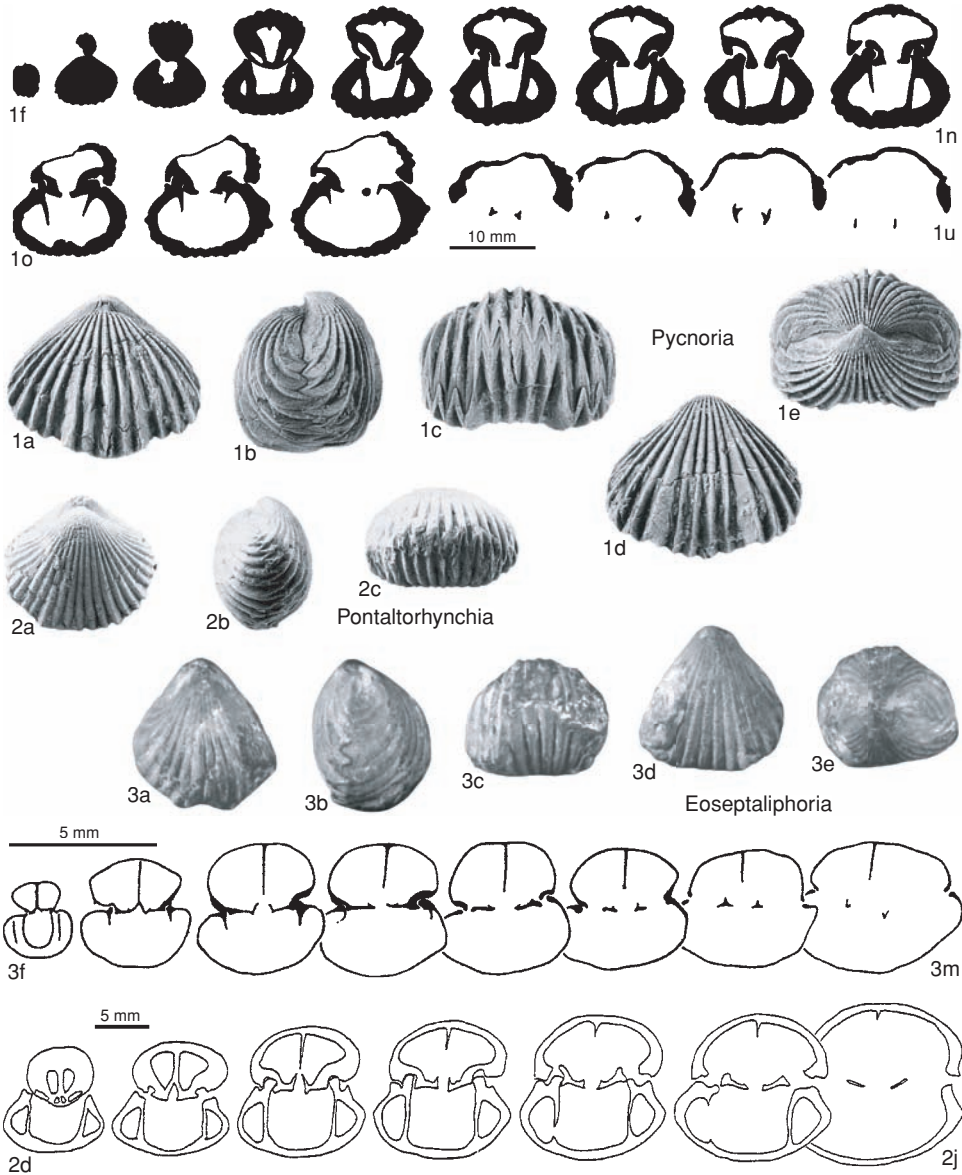 1f
1n
1o
10 mm
1u
1a
1b
1c
Pycnoria
1e
1d
2a
2b
2c
Pontaltorhynchia
3a
3b
3c
3d
3e
Eoseptaliphoria
5 mm
3f
3m
5 mm
2d
2j